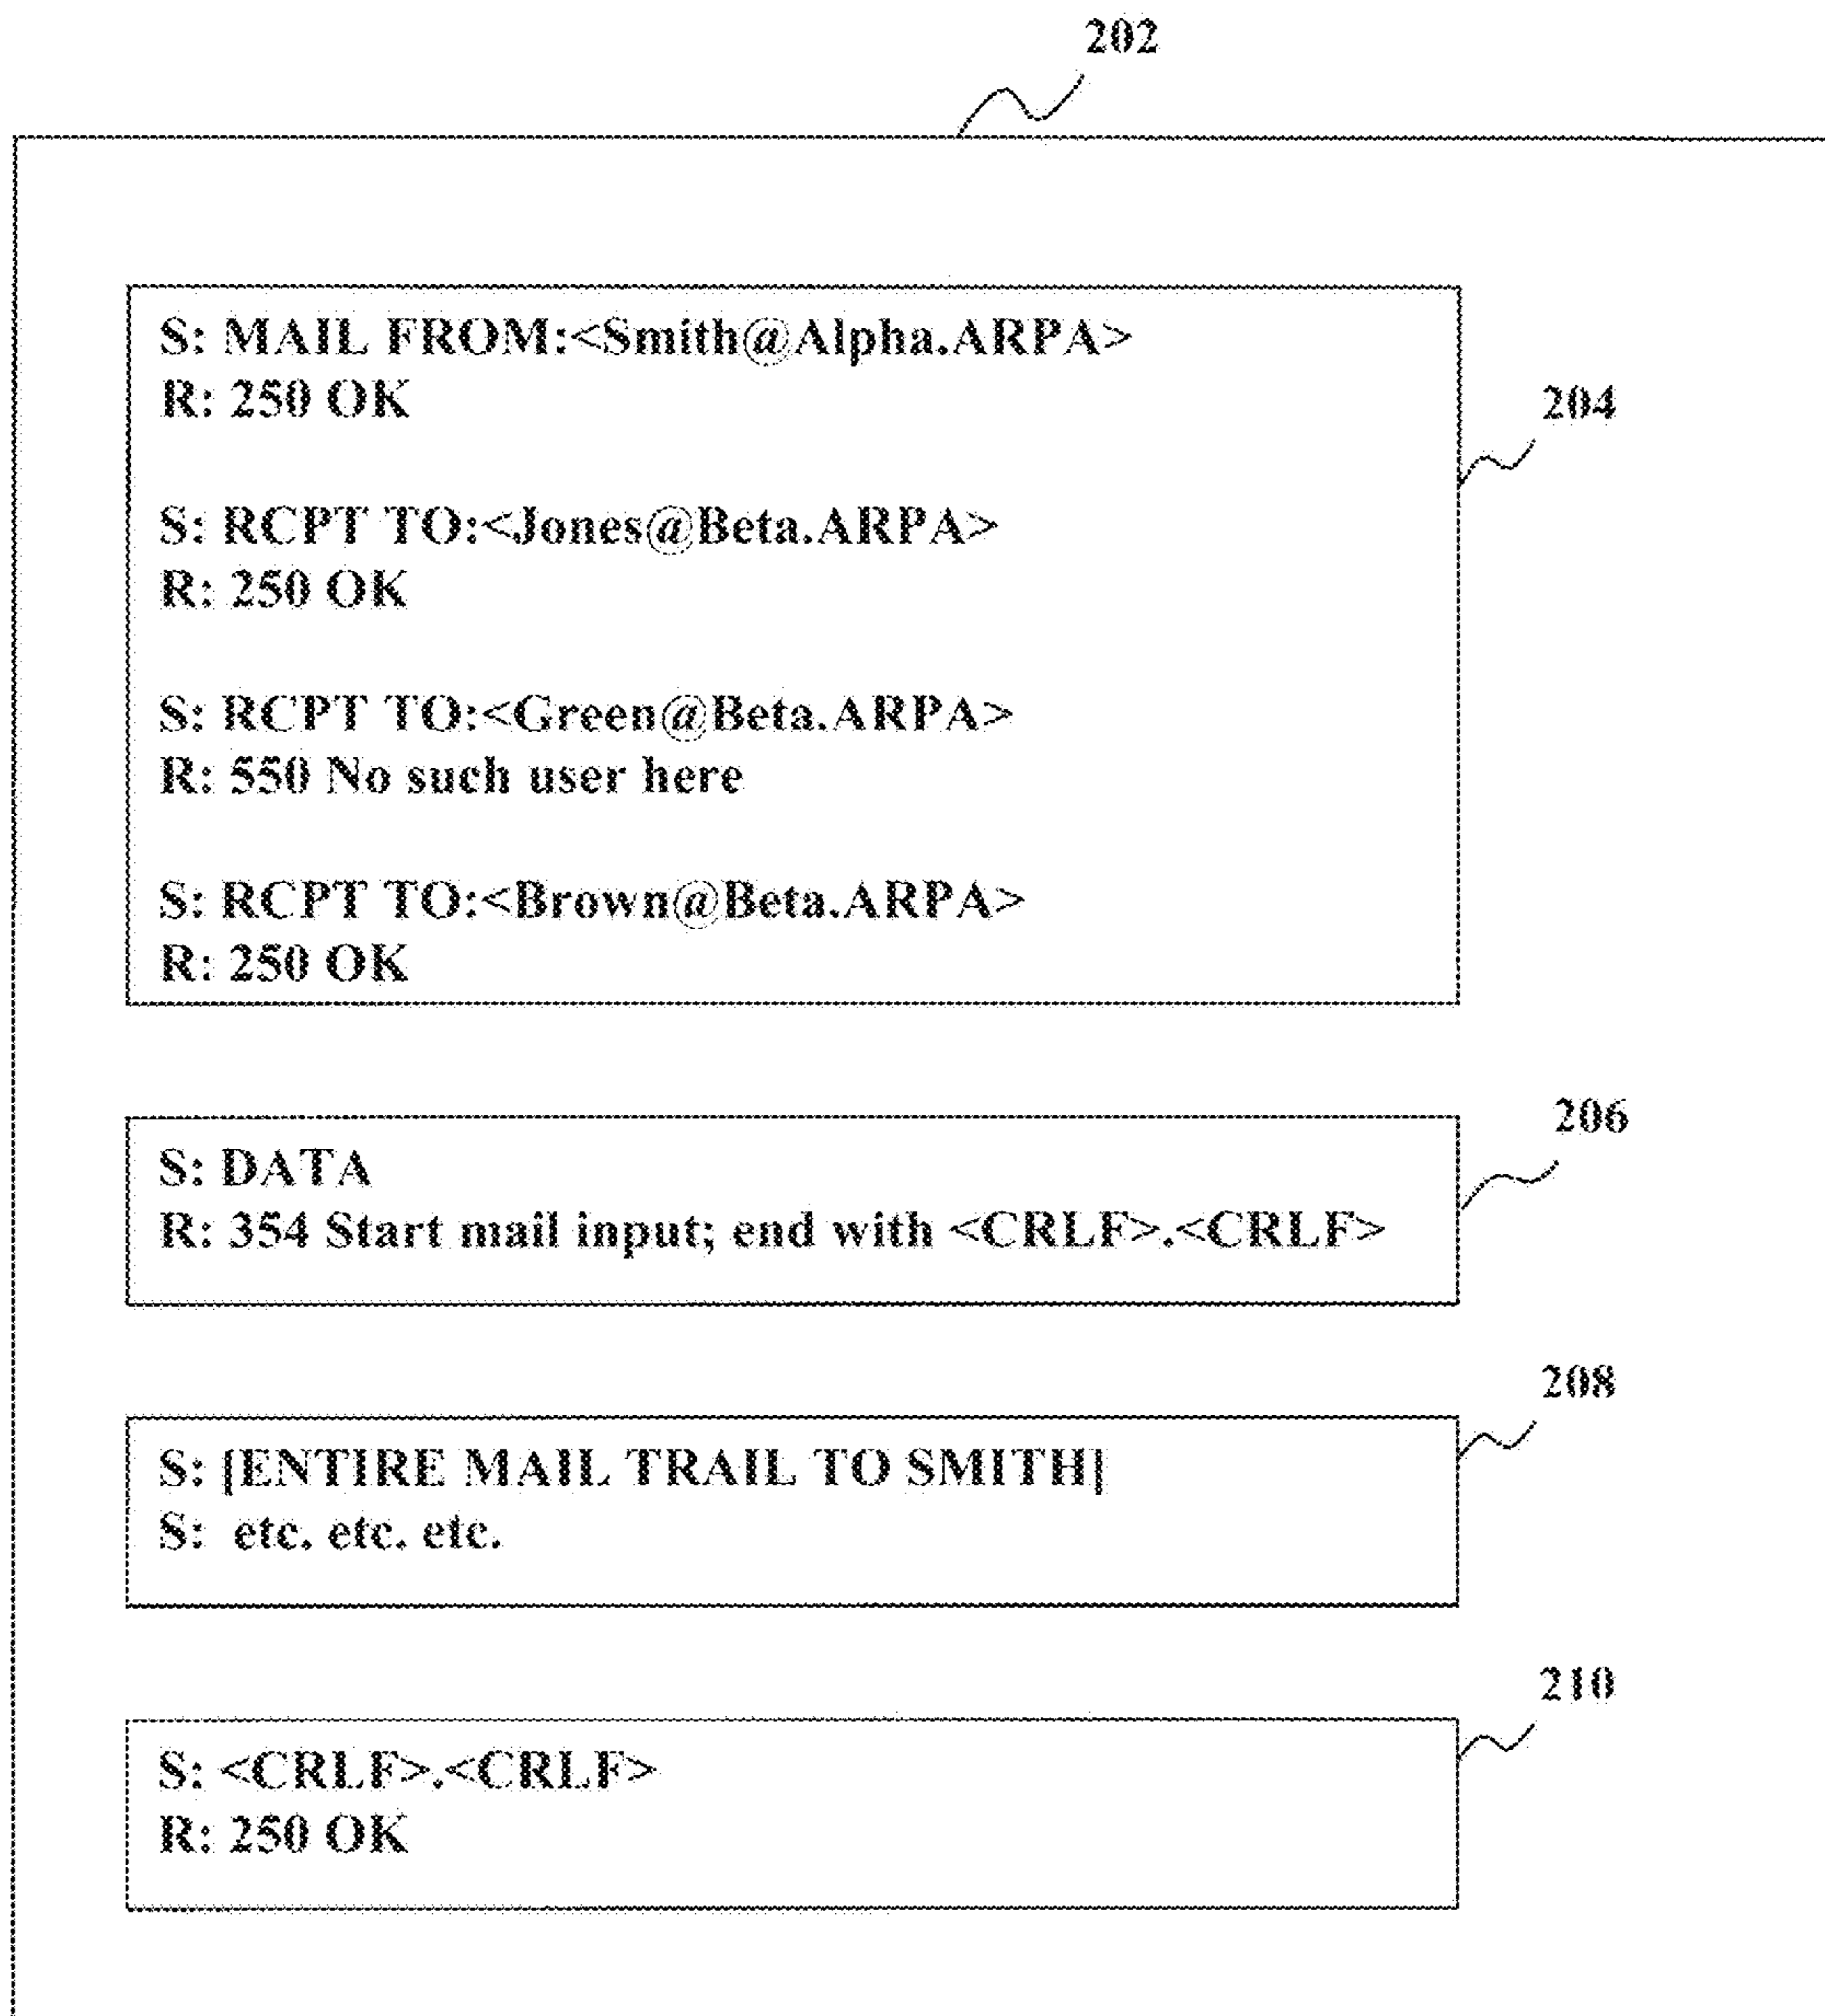 202
S: MAIL FROM:<Smith@Alpha.ARPA>
R: 250 OK
204
S: RCPT TO:<Jones@Beta.ARPA>
R: 250 OK
S: RCPT TO:<Green@Beta.ARPA>
R: 550 No such user here
S: RCPT TO:<Brown@Beta.ARPA>
R: 250 OK
206
S: DATA
R: 354 Start mail input; end with <CRLF>.<CRLF>
208
S: [ENTIRE MAIL TRAIL TO SMITH]
S: etc. etc. etc.
210
S: <CRLF>.<CRLF>
R: 250 OK